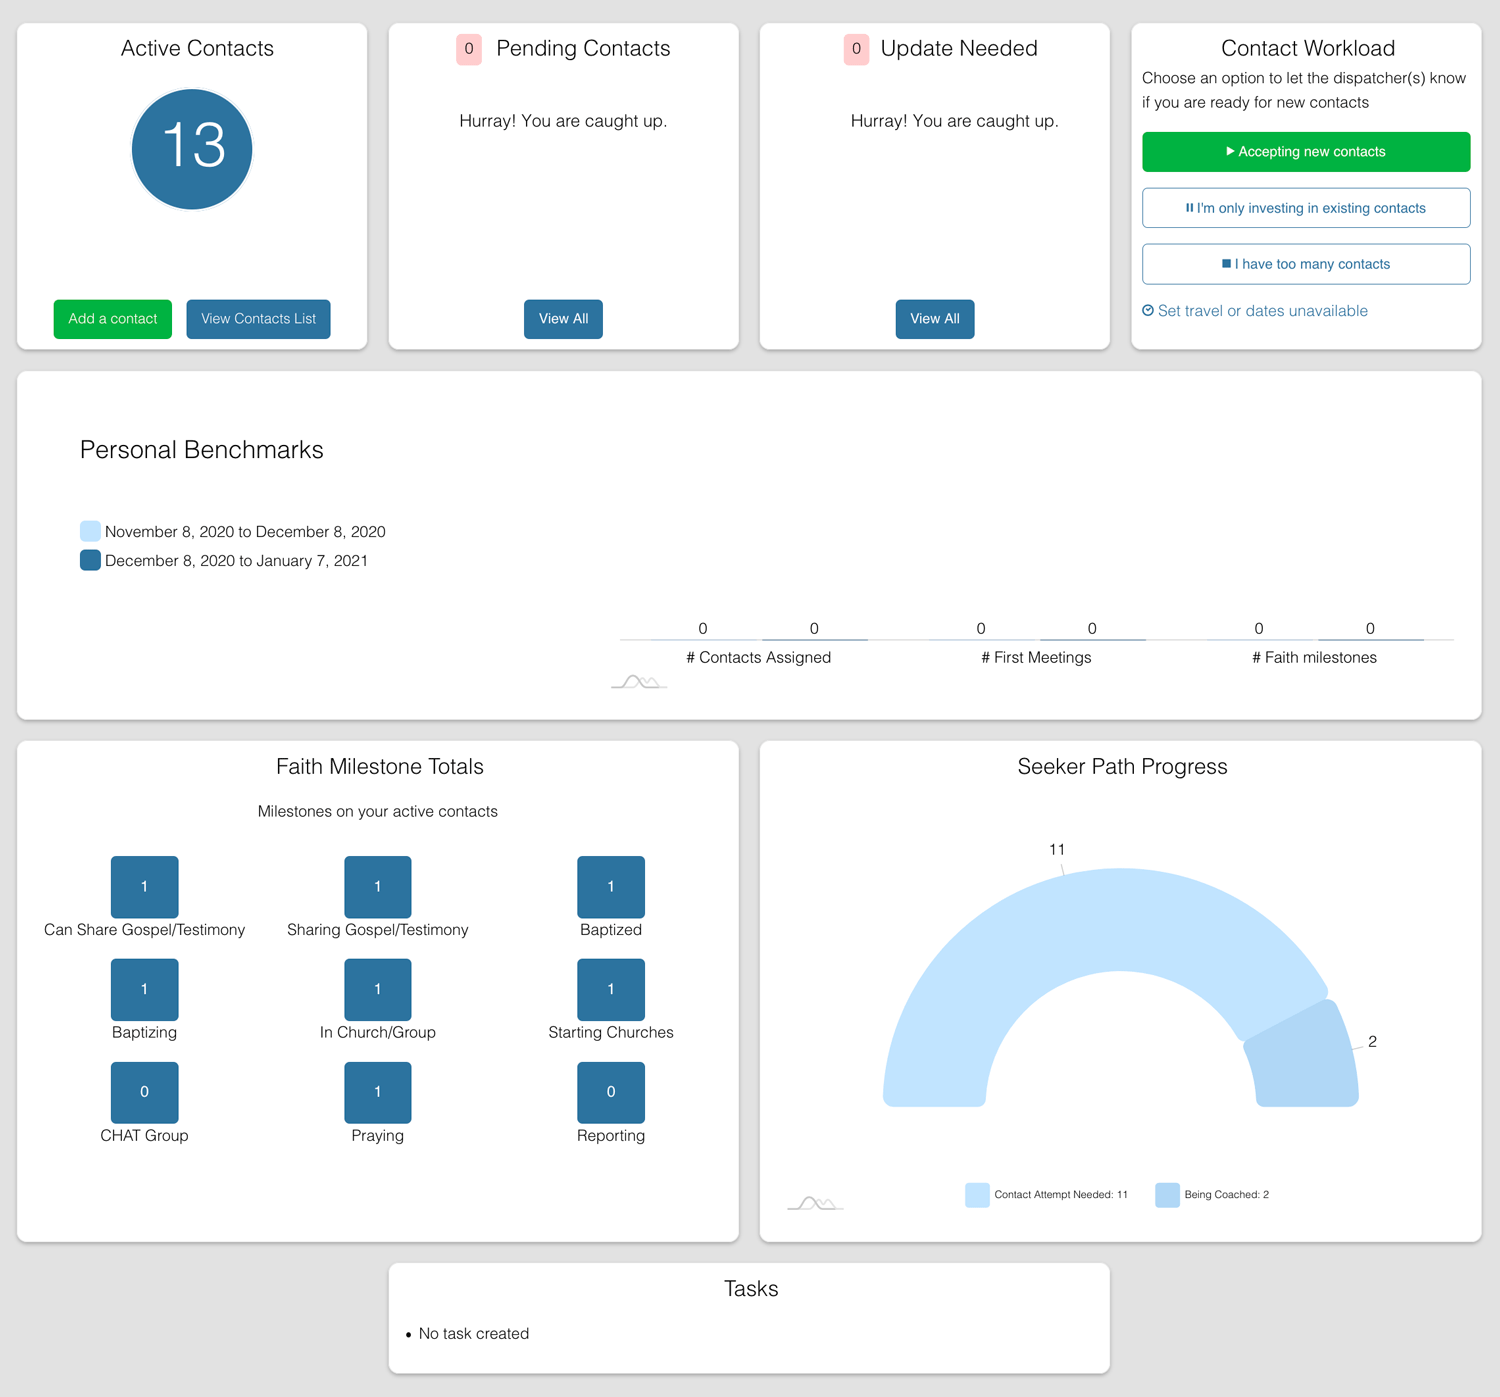 Active Contacts
13
Add a contact
View Contacts List
0 Pending Contacts
Hurray! You are caught up.
View All
0 Update Needed
Hurray! You are caught up.
View All
Contact Workload
Choose an option to let the dispatcher(s) know
if you are ready for new contacts
Accepting new contacts
I'm only investing in existing contacts
I have too many contacts
Set travel or dates unavailable
Personal Benchmarks
November 8, 2020 to December 8, 2020
December 8, 2020 to January 7, 2021
0 0 0 0 0 0
# Contacts Assigned # First Meetings # Faith milestones
Faith Milestone Totals
Milestones on your active contacts
1 1 1
Can Share Gospel/Testimony Sharing Gospel/Testimony Baptized
1 1 1
Baptizing In Church/Group Starting Churches
0 1 0
CHAT Group Praying Reporting
Seeker Path Progress
11
2
Contact Attempt Needed: 11 Being Coached: 2
Tasks
• No task created